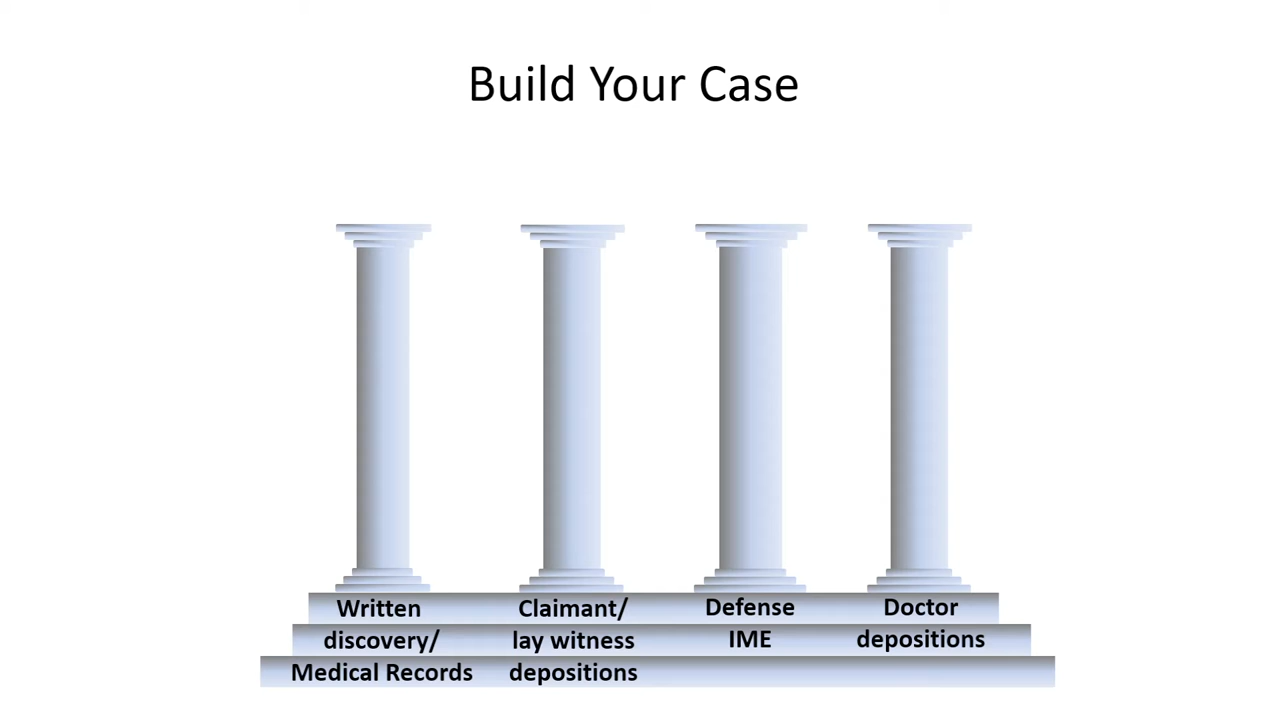 Build Your Case
Written
discovery/
Medical Records
Claimant/
lay witness
depositions
Defense
IME
Doctor
depositions